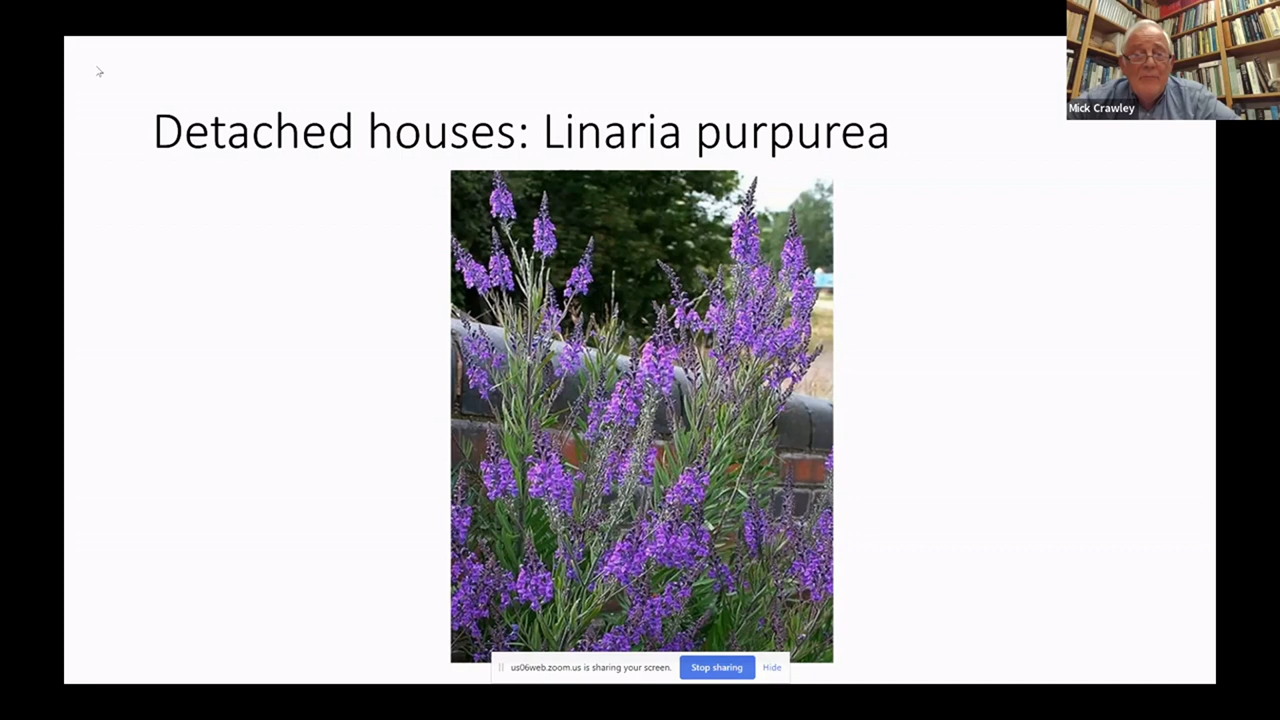 Mick Crawley
Detached houses: Linaria purpurea
us06web.zoom.us is sharing your screen. Stop sharing Hide